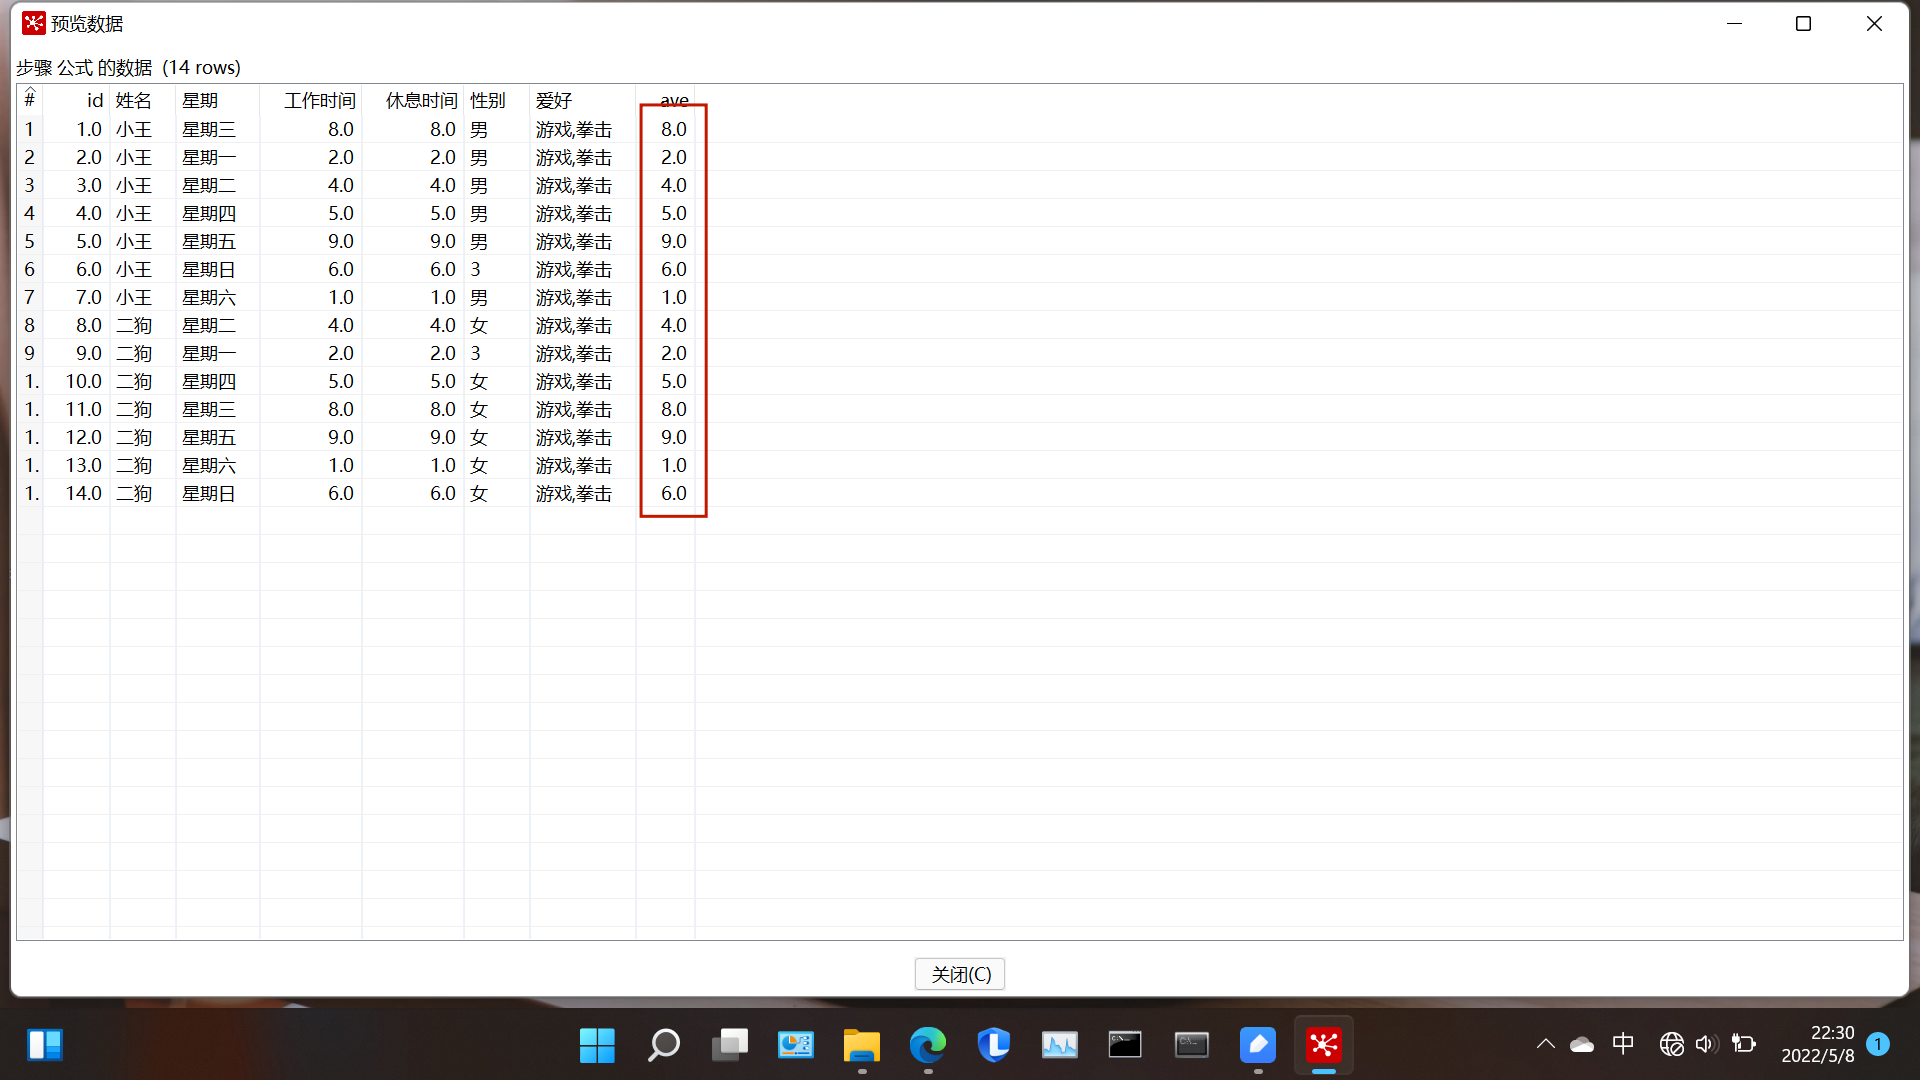 预览数据
步骤 公式 的数据 (14 rows)
# id 姓名 星期 工作时间 休息时间 性别 爱好 ave
1 1.0 小王 星期三 8.0 8.0 男 游戏,拳击 8.0
2 2.0 小王 星期一 2.0 2.0 男 游戏,拳击 2.0
3 3.0 小王 星期二 4.0 4.0 男 游戏,拳击 4.0
4 4.0 小王 星期四 5.0 5.0 男 游戏,拳击 5.0
5 5.0 小王 星期五 9.0 9.0 男 游戏,拳击 9.0
6 6.0 小王 星期日 6.0 6.0 3 游戏,拳击 6.0
7 7.0 小王 星期六 1.0 1.0 男 游戏,拳击 1.0
8 8.0 二狗 星期二 4.0 4.0 女 游戏,拳击 4.0
9 9.0 二狗 星期一 2.0 2.0 3 游戏,拳击 2.0
1. 10.0 二狗 星期四 5.0 5.0 女 游戏,拳击 5.0
1. 11.0 二狗 星期三 8.0 8.0 女 游戏,拳击 8.0
1. 12.0 二狗 星期五 9.0 9.0 女 游戏,拳击 9.0
1. 13.0 二狗 星期六 1.0 1.0 女 游戏,拳击 1.0
1. 14.0 二狗 星期日 6.0 6.0 女 游戏,拳击 6.0
关闭(C)
中
22:30
2022/5/8
1